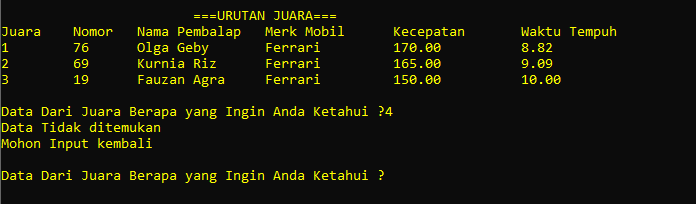 ===URUTAN JUARA===
Juara Nomor Nama Pembalap Merk Mobil Kecepatan Waktu Tempuh
1 76 Olga Geby Ferrari 170.00 8.82
2 69 Kurnia Riz Ferrari 165.00 9.09
3 19 Fauzan Agra Ferrari 150.00 10.00
Data Dari Juara Berapa yang Ingin Anda Ketahui ?4
Data Tidak ditemukan
Mohon Input kembali
Data Dari Juara Berapa yang Ingin Anda Ketahui ?